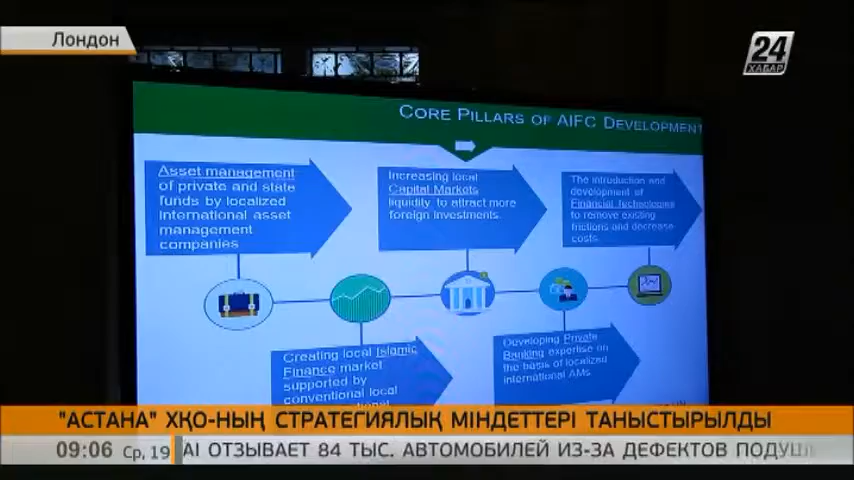 Лондон
24
ХАБАР
CORE PILLARS OF AIFC DEVELOPMENT
Asset management
of private and state
funds by localized
international asset
management
companies
Increasing local
Capital Markets
liquidity to attract more
foreign investments.
The introduction and
development of
Financial Technologies
to remove existing
frictions and decrease
costs.
Creating local Islamic
Finance market
supported by
conventional local
Developing Private
Banking expertise on
the basis of localized
international AMs
"АСТАНА" ХҚО-НЫҢ СТРАТЕГИЯЛЫҚ МІНДЕТТЕРІ ТАНЫСТЫРЫЛДЫ
09:06 Ср, 19
AI ОТЗЫВАЕТ 84 ТЫС. АВТОМОБИЛЕЙ ИЗ-ЗА ДЕФЕКТОВ ПОДУШ